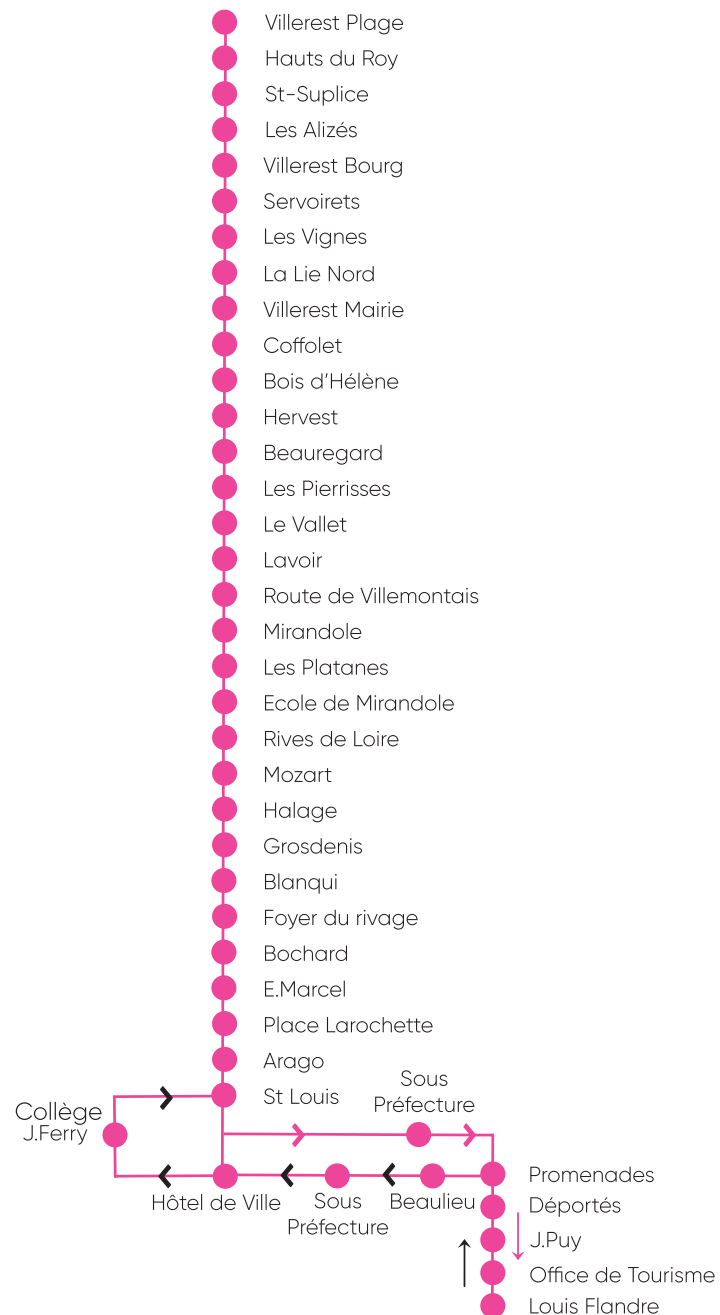 Villerest Plage
Hauts du Roy
St-Suplice
Les Alizés
Villerest Bourg
Servoirets
Les Vignes
La Lie Nord
Villerest Mairie
Coffolet
Bois d'Hélène
Hervest
Beauregard
Les Pierrisses
Le Vallet
Lavoir
Route de Villemontais
Mirandole
Les Platanes
Ecole de Mirandole
Rives de Loire
Mozart
Halage
Grosdenis
Blanqui
Foyer du rivage
Bochard
E.Marcel
Place Larochette
Arago
St Louis
Sous
Préfecture
Collège
J.Ferry
Hôtel de Ville
Sous
Préfecture
Beaulieu
Promenades
Déportés
J.Puy
Office de Tourisme
Louis Flandre